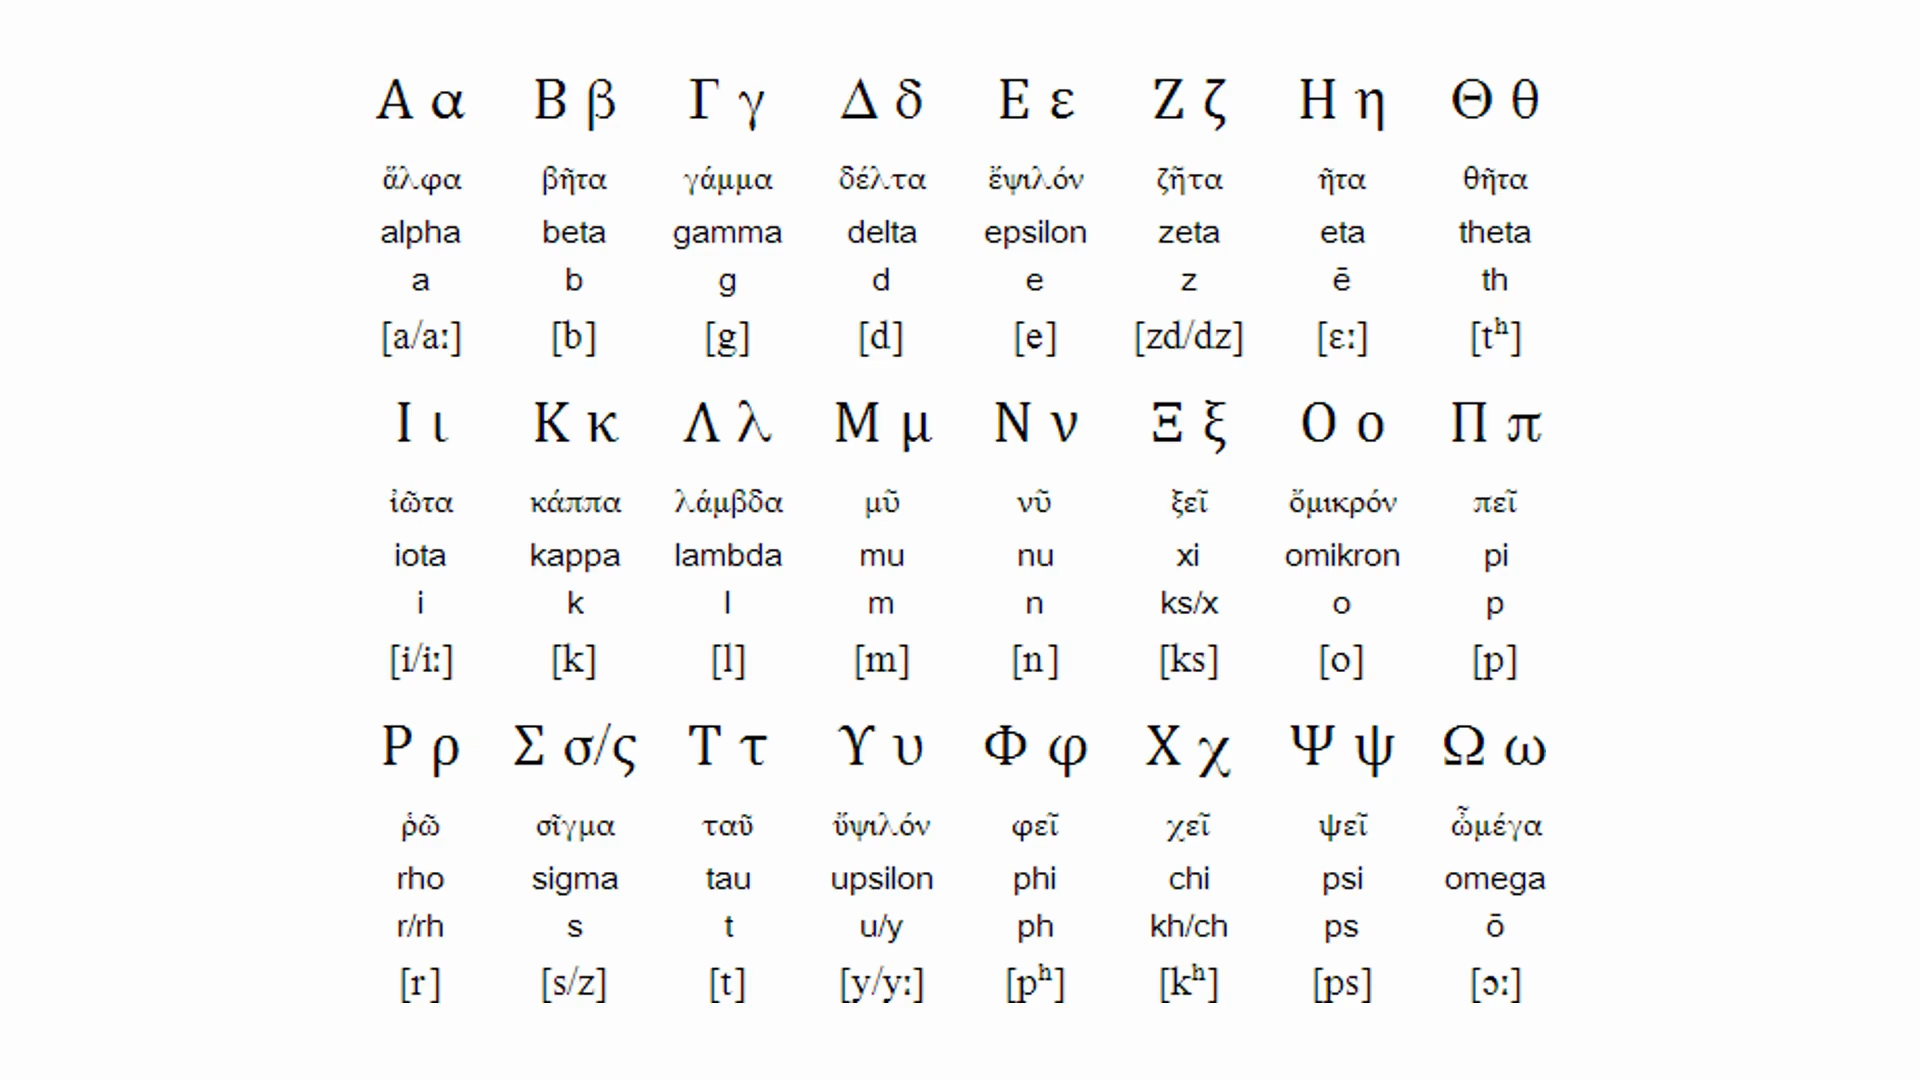 Α α Β β Γ γ Δ δ Ε ε Ζ ζ Η η Θ θ
ἄλφα βῆτα γάμμα δέλτα ἔψιλόν ζῆτα ῆτα θῆτα
alpha beta gamma delta epsilon zeta eta theta
a b g d e z ē th
[a/aː] [b] [g] [d] [e] [zd/dz] [ɛː] [tʰ]
Ι ι Κ κ Λ λ Μ μ Ν ν Ξ ξ Ο ο Π π
ἰῶτα κάππα λάμβδα μῦ νῦ ξεῖ ὄμικρόν πεῖ
iota kappa lambda mu nu xi omikron pi
i k l m n ks/x o p
[i/iː] [k] [l] [m] [n] [ks] [o] [p]
Ρ ρ Σ σ/ς Τ τ ϒ υ Φ φ Χ χ Ψ ψ Ω ω
ῥῶ σῖγμα ταῦ ὔψιλόν φεῖ χεῖ ψεῖ ὦμέγα
rho sigma tau upsilon phi chi psi omega
r/rh s t u/y ph kh/ch ps ō
[r] [s/z] [t] [y/yː] [pʰ] [kʰ] [ps] [ɔː]